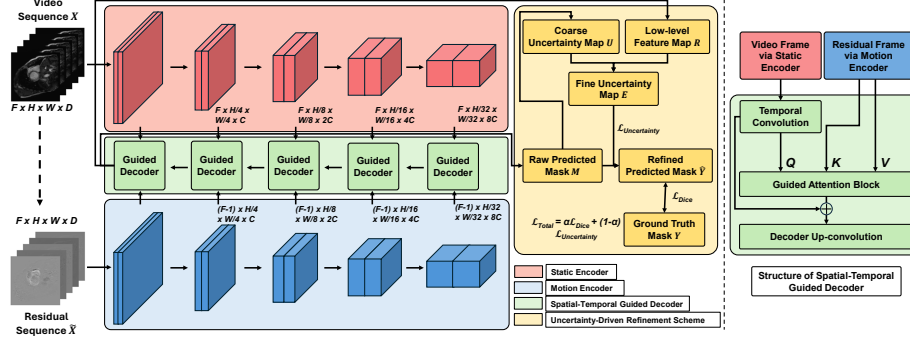 Video
Sequence X
F x H x W x D
F x H x W x D
Residual
Sequence X̃
F x H/4 x
W/4 x C
F x H/8 x
W/8 x 2C
F x H/16 x
W/16 x 4C
F x H/32 x
W/32 x 8C
Guided
Decoder
Guided
Decoder
Guided
Decoder
Guided
Decoder
Guided
Decoder
(F-1) x H/4
x W/4 x C
(F-1) x H/8
x W/8 x 2C
(F-1) x H/16
x W/16 x 4C
(F-1) x H/32
x W/32 x 8C
Coarse
Uncertainty Map U
Low-level
Feature Map R
Fine Uncertainty
Map E
ℒUncertainty
Raw Predicted
Mask M
Refined
Predicted Mask Ŷ
ℒDice
ℒTotal = αℒDice + (1-α)
ℒUncertainty
Ground Truth
Mask Y
Static Encoder
Motion Encoder
Spatial-Temporal Guided Decoder
Uncertainty-Driven Refinement Scheme
Video Frame
via Static
Encoder
Residual Frame
via Motion
Encoder
Temporal
Convolution
Q
K
V
Guided Attention Block
Decoder Up-convolution
Structure of Spatial-Temporal
Guided Decoder